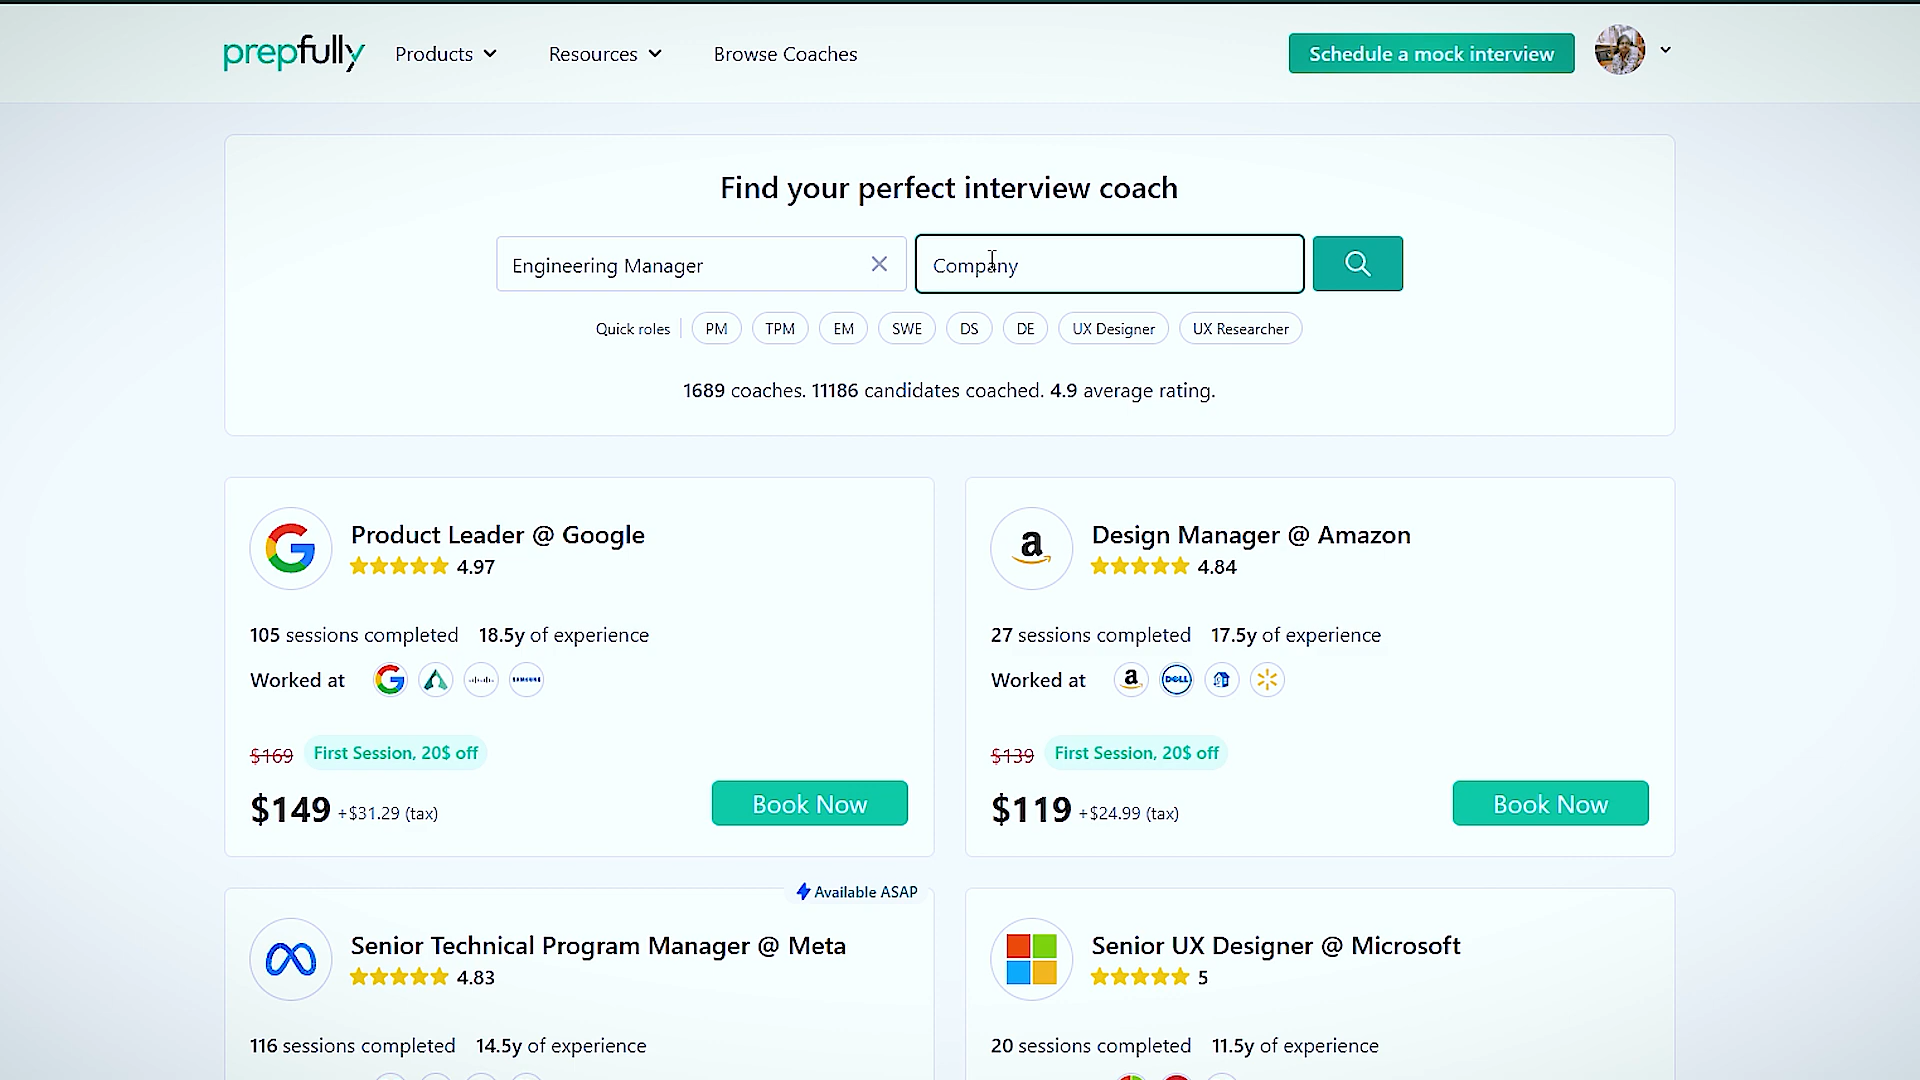 prepfully
Products
Resources
Browse Coaches
Schedule a mock interview
Find your perfect interview coach
Engineering Manager
Company
Quick roles
PM
TPM
EM
SWE
DS
DE
UX Designer
UX Researcher
1689 coaches. 11186 candidates coached. 4.9 average rating.
Product Leader @ Google
4.97
105 sessions completed 18.5y of experience
Worked at
SAMSUNG
$169
First Session, 20$ off
$149 +$31.29 (tax)
Book Now
a
Design Manager @ Amazon
4.84
27 sessions completed 17.5y of experience
Worked at
a
DELL
$139
First Session, 20$ off
$119 +$24.99 (tax)
Book Now
Available ASAP
Senior Technical Program Manager @ Meta
4.83
116 sessions completed 14.5y of experience
Senior UX Designer @ Microsoft
5
20 sessions completed 11.5y of experience